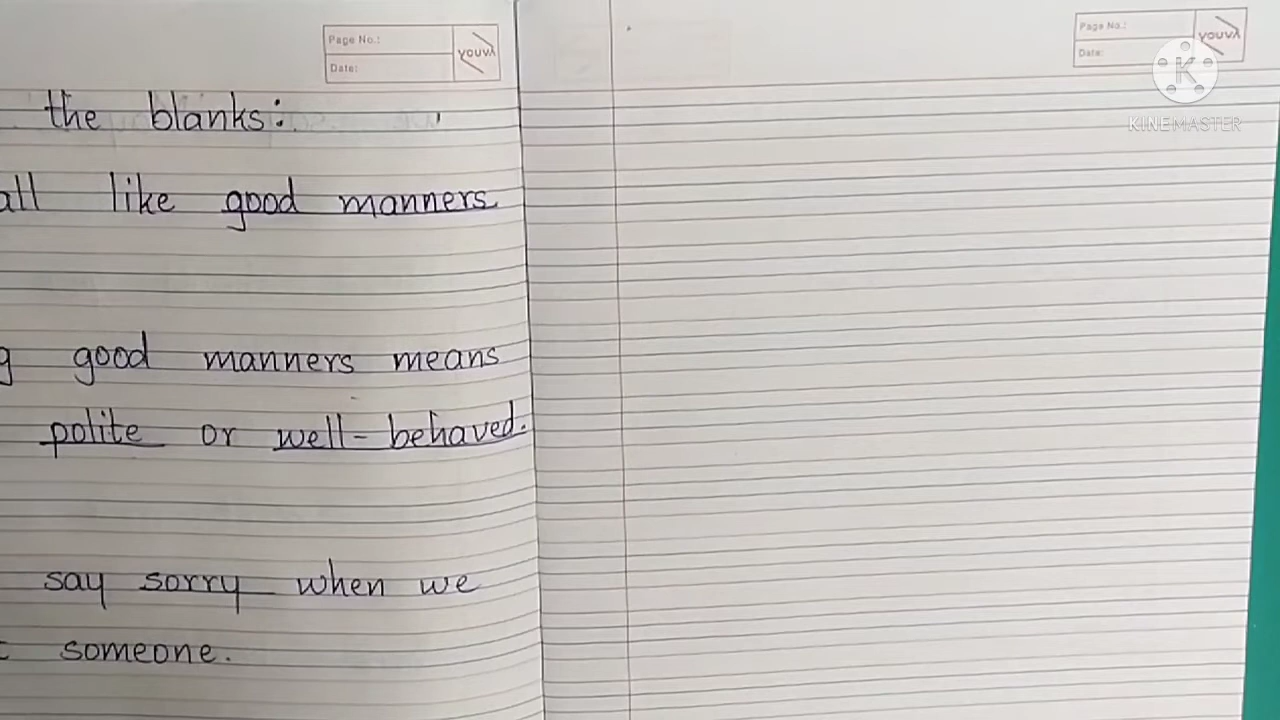 Page No.:
Date:
youva
Page No.:
Date:
youva
KINEMASTER
the blanks:
all like good manners
g good manners means
polite or well-behaved.
say sorry when we
someone.